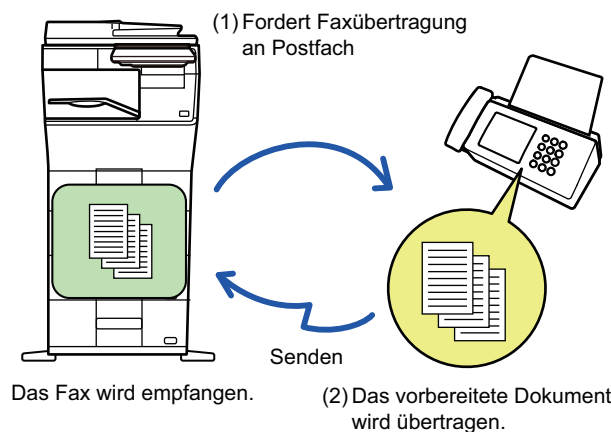 (1) Fordert Faxübertragung
an Postfach
Senden
Das Fax wird empfangen.
(2) Das vorbereitete Dokument
wird übertragen.